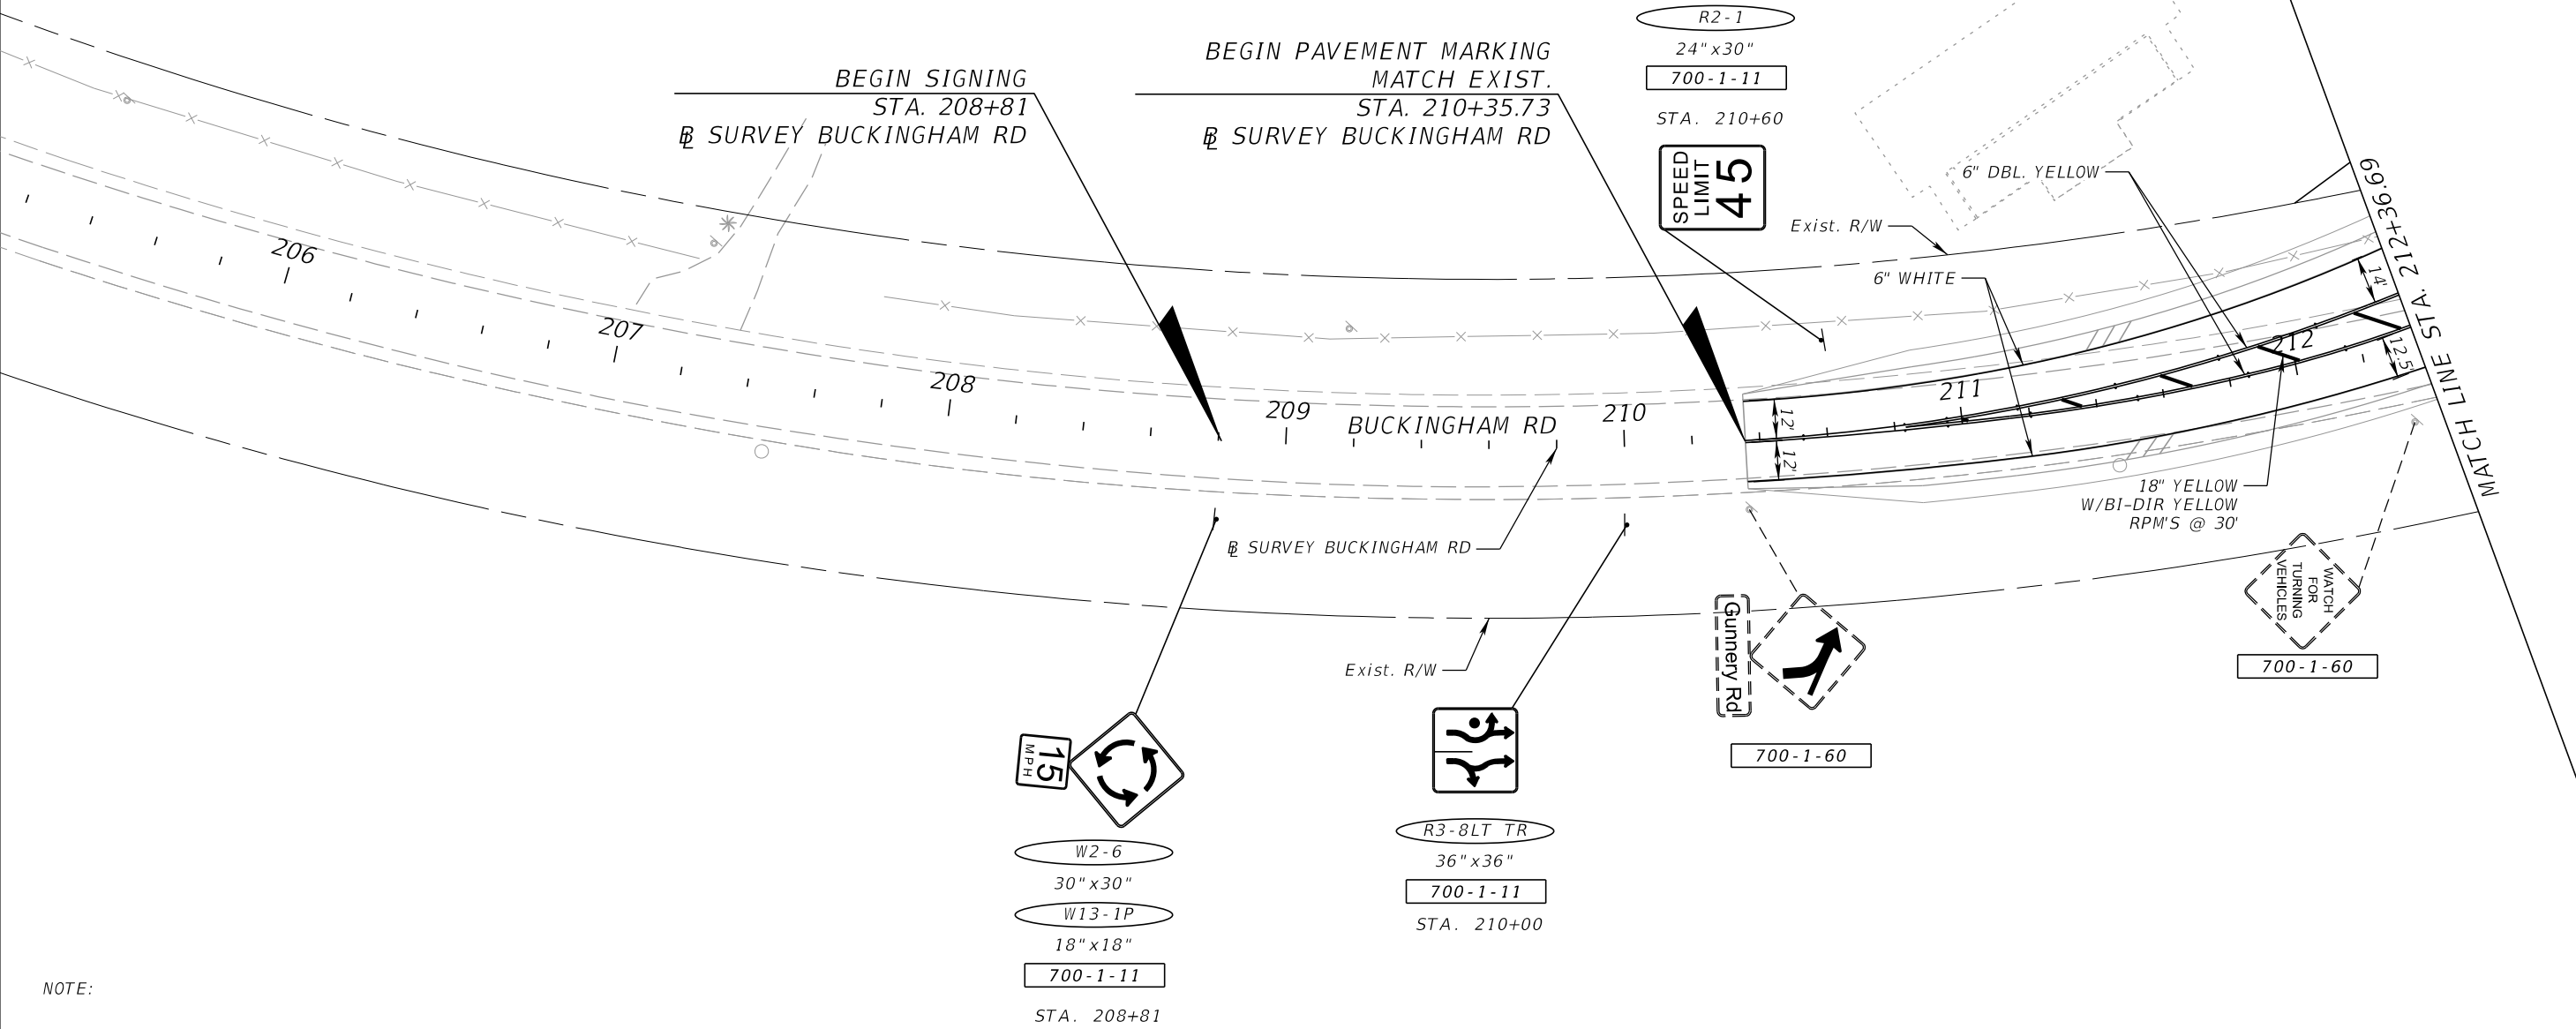 BEGIN SIGNING
STA. 208+81
BL SURVEY BUCKINGHAM RD
BEGIN PAVEMENT MARKING
MATCH EXIST.
STA. 210+35.73
BL SURVEY BUCKINGHAM RD
R2-1
24"x30"
700-1-11
STA. 210+60
SPEED
LIMIT
45
6" DBL. YELLOW
Exist. R/W
6" WHITE
MATCH LINE STA. 212+36.69
206
207
208
209
210
211
212
BUCKINGHAM RD
12'
12'
14'
12.5'
18" YELLOW
W/BI-DIR YELLOW
RPM'S @ 30'
BL SURVEY BUCKINGHAM RD
Exist. R/W
Gunnery Rd
700-1-60
WATCH
FOR
TURNING
VEHICLES
700-1-60
15
MPH
W2-6
30"x30"
W13-1P
18"x18"
700-1-11
STA. 208+81
R3-8LT TR
36"x36"
700-1-11
STA. 210+00
NOTE: